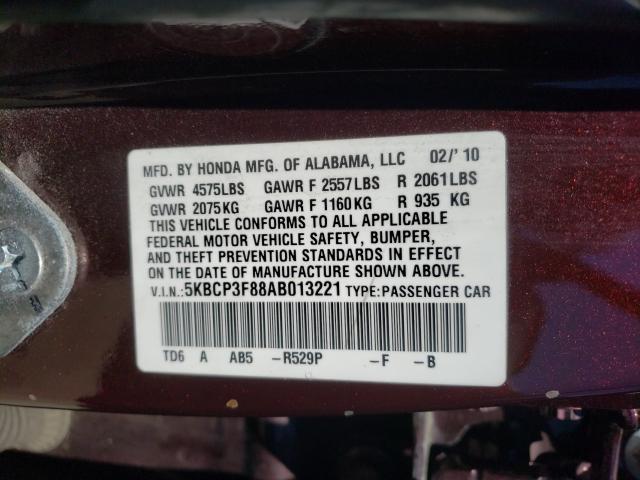 MFD. BY HONDA MFG. OF ALABAMA, LLC 02/'10
GVWR 4575LBS GAWR F 2557LBS R 2061LBS
GVWR 2075KG GAWR F 1160KG R 935 KG
THIS VEHICLE CONFORMS TO ALL APPLICABLE
FEDERAL MOTOR VEHICLE SAFETY, BUMPER,
AND THEFT PREVENTION STANDARDS IN EFFECT
ON THE DATE OF MANUFACTURE SHOWN ABOVE.
V.I.N.:5KBCP3F88AB013221 TYPE:PASSENGER CAR
TD6 A AB5 -R529P -F -B